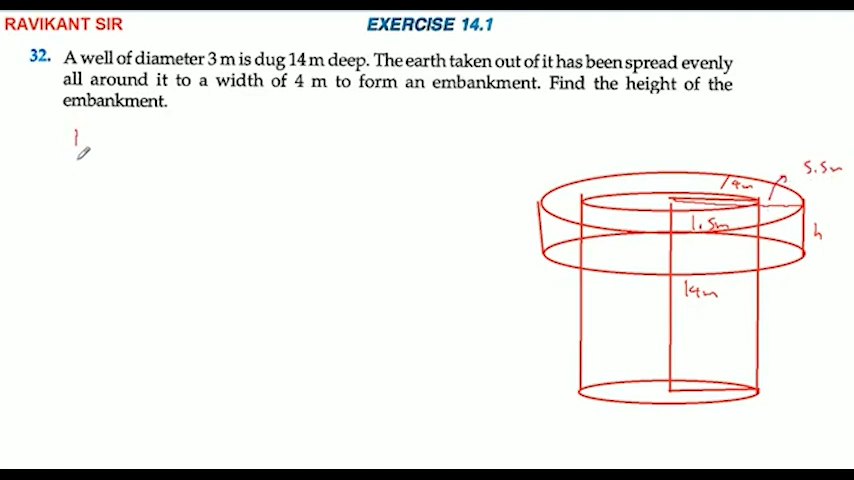 RAVIKANT SIR
EXERCISE 14.1
32. A well of diameter 3 m is dug 14 m deep. The earth taken out of it has been spread evenly
all around it to a width of 4 m to form an embankment. Find the height of the
embankment.
5.5m
4m
1.5m
h
14m